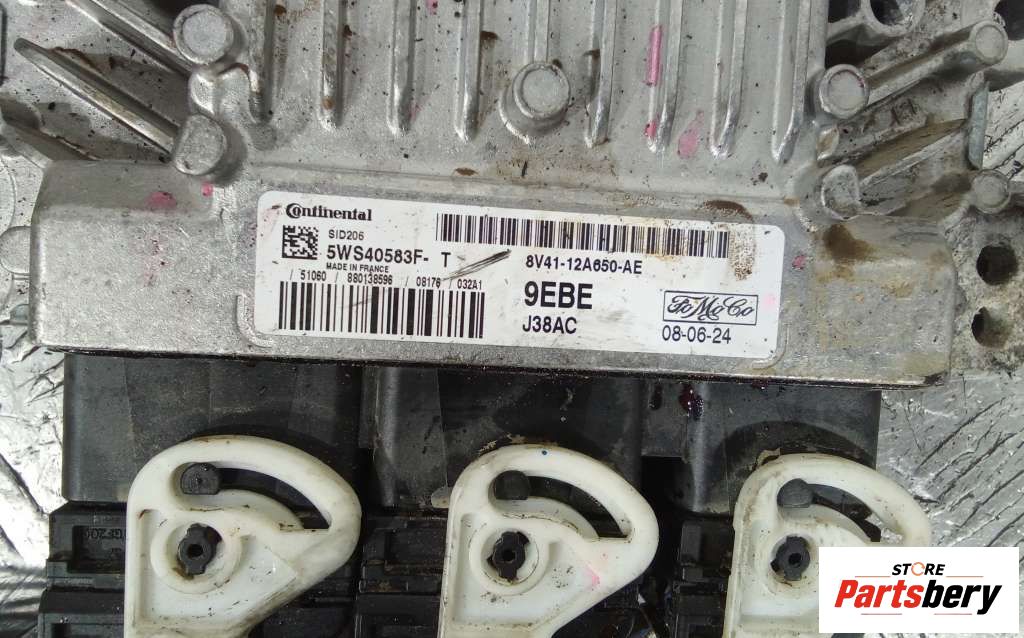 Continental
SID206
5WS40583F- T
MADE IN FRANCE
/ 51060 / 880138596 / 08176 / 032A1
8V41-12A650-AE
9EBE
J38AC
FoMoCo
08-06-24
STORE
Partsbery